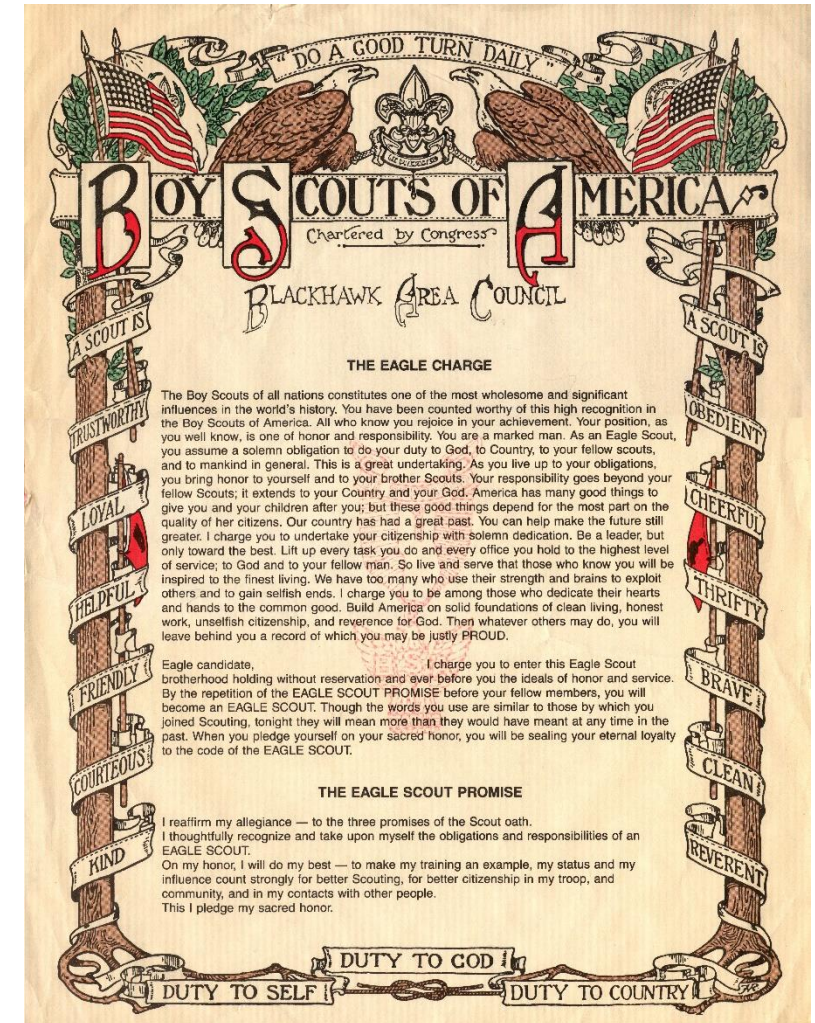 "DO A GOOD TURN DAILY"
BOY SCOUTS OF AMERICA
Chartered by Congress
BLACKHAWK AREA COUNCIL
A SCOUT IS
TRUSTWORTHY
LOYAL
HELPFUL
FRIENDLY
COURTEOUS
KIND
A SCOUT IS
OBEDIENT
CHEERFUL
THRIFTY
BRAVE
CLEAN
REVERENT
THE EAGLE CHARGE
The Boy Scouts of all nations constitutes one of the most wholesome and significant
influences in the world's history. You have been counted worthy of this high recognition in
the Boy Scouts of America. All who know you rejoice in your achievement. Your position, as
you well know, is one of honor and responsibility. You are a marked man. As an Eagle Scout,
you assume a solemn obligation to do your duty to God, to Country, to your fellow scouts,
and to mankind in general. This is a great undertaking. As you live up to your obligations,
you bring honor to yourself and to your brother Scouts. Your responsibility goes beyond your
fellow Scouts; it extends to your Country and your God. America has many good things to
give you and your children after you; but these good things depend for the most part on the
quality of her citizens. Our country has had a great past. You can help make the future still
greater. I charge you to undertake your citizenship with solemn dedication. Be a leader, but
only toward the best. Lift up every task you do and every office you hold to the highest level
of service; to God and to your fellow man. So live and serve that those who know you will be
inspired to the finest living. We have too many who use their strength and brains to exploit
others and to gain selfish ends. I charge you to be among those who dedicate their hearts
and hands to the common good. Build America on solid foundations of clean living, honest
work, unselfish citizenship, and reverence for God. Then whatever others may do, you will
leave behind you a record of which you may be justly PROUD.
Eagle candidate, I charge you to enter this Eagle Scout
brotherhood holding without reservation and ever before you the ideals of honor and service.
By the repetition of the EAGLE SCOUT PROMISE before your fellow members, you will
become an EAGLE SCOUT. Though the words you use are similar to those by which you
joined Scouting, tonight they will mean more than they would have meant at any time in the
past. When you pledge yourself on your sacred honor, you will be sealing your eternal loyalty
to the code of the EAGLE SCOUT.
THE EAGLE SCOUT PROMISE
I reaffirm my allegiance — to the three promises of the Scout oath.
I thoughtfully recognize and take upon myself the obligations and responsibilities of an
EAGLE SCOUT.
On my honor, I will do my best — to make my training an example, my status and my
influence count strongly for better Scouting, for better citizenship in my troop, and
community, and in my contacts with other people.
This I pledge my sacred honor.
DUTY TO GOD
DUTY TO SELF
DUTY TO COUNTRY